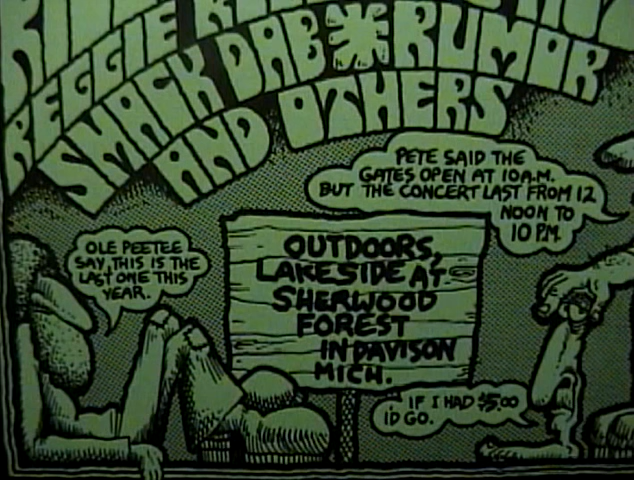 REGGIE
SMACK DAB * RUMOR
AND OTHERS
PETE SAID THE
GATES OPEN AT 10 A.M.
BUT THE CONCERT LAST FROM 12
NOON TO
10 P.M.
OLE PEETEE
SAY, THIS IS THE
LAST ONE THIS
YEAR.
OUTDOORS,
LAKESIDE AT
SHERWOOD
FOREST
IN DAVISON
MICH.
IF I HAD $5.00
I'D GO.